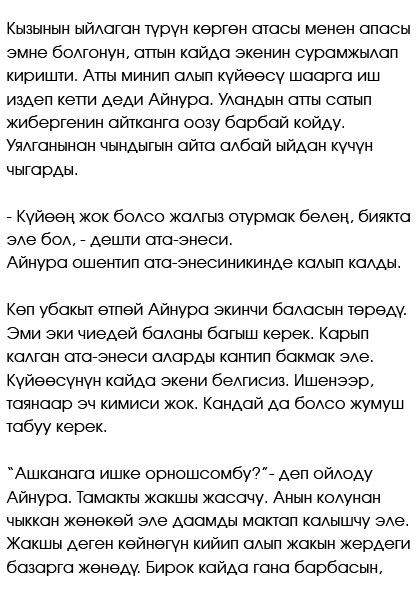 Кызынын ыйлаган түрүн көргөн атасы менен апасы
эмне болгонун, аттын кайда экенин сурамжылап
киришти. Атты минип алып күйөөсү шаарга иш
издеп кетти деди Айнура. Уландын атты сатып
жибергенин айтканга оозу барбай койду.
Уялганынан чындыгын айта албай ыйдан күчүн
чыгарды.

- Күйөөң жок болсо жалгыз отурмак белең, биякта
эле бол, - дешти ата-энеси.
Айнура ошентип ата-энесиникинде калып калды.

Көп убакыт өтпөй Айнура экинчи баласын төрөдү.
Эми эки чиедей баланы багыш керек. Карып
калган ата-энеси аларды кантип бакмак эле.
Күйөөсүнүн кайда экени белгисиз. Ишенээр,
таянаар эч кимиси жок. Кандай да болсо жумуш
табуу керек.

“Ашканага ишке орношсомбу?”- деп ойлоду
Айнура. Тамакты жакшы жасачу. Анын колунан
чыккан жөнөкөй эле даамды мактап калышчу эле.
Жакшы деген көйнөгүн кийип алып жакын жердеги
базарга жөнөдү. Бирок кайда гана барбасын,